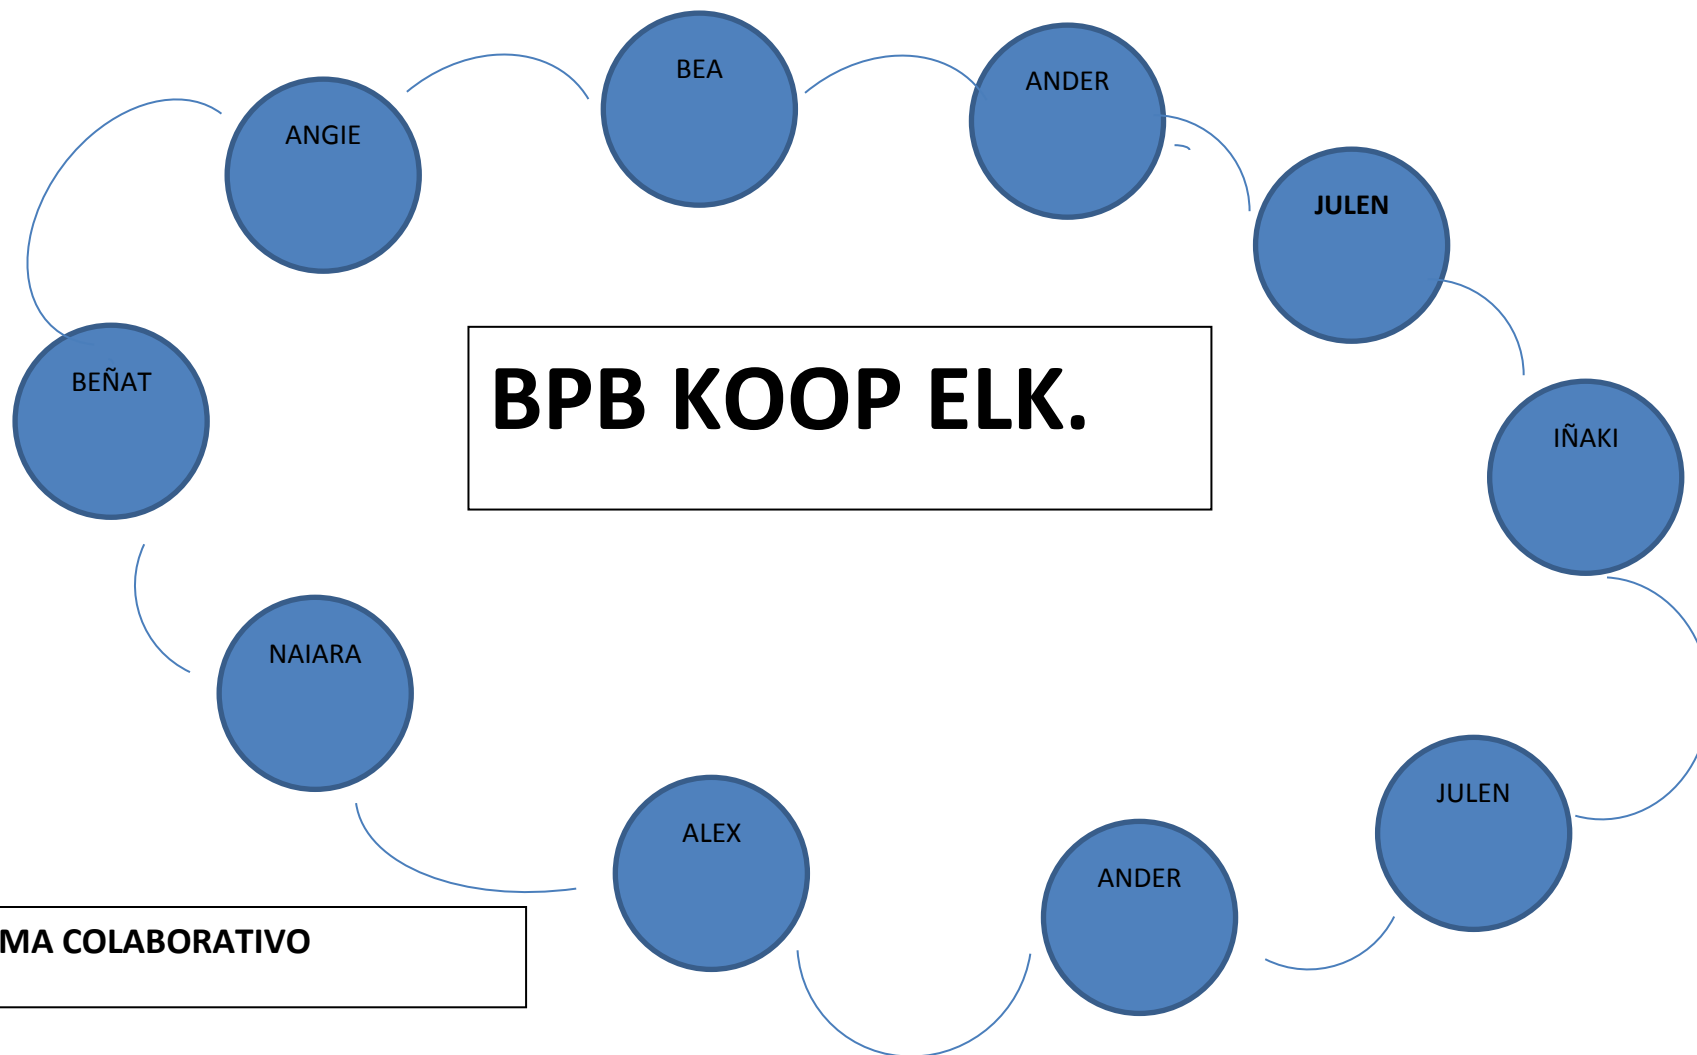 BEA
ANDER
ANGIE
JULEN
BEÑAT
BPB KOOP ELK.
IÑAKI
NAIARA
JULEN
ALEX
ANDER
MA COLABORATIVO